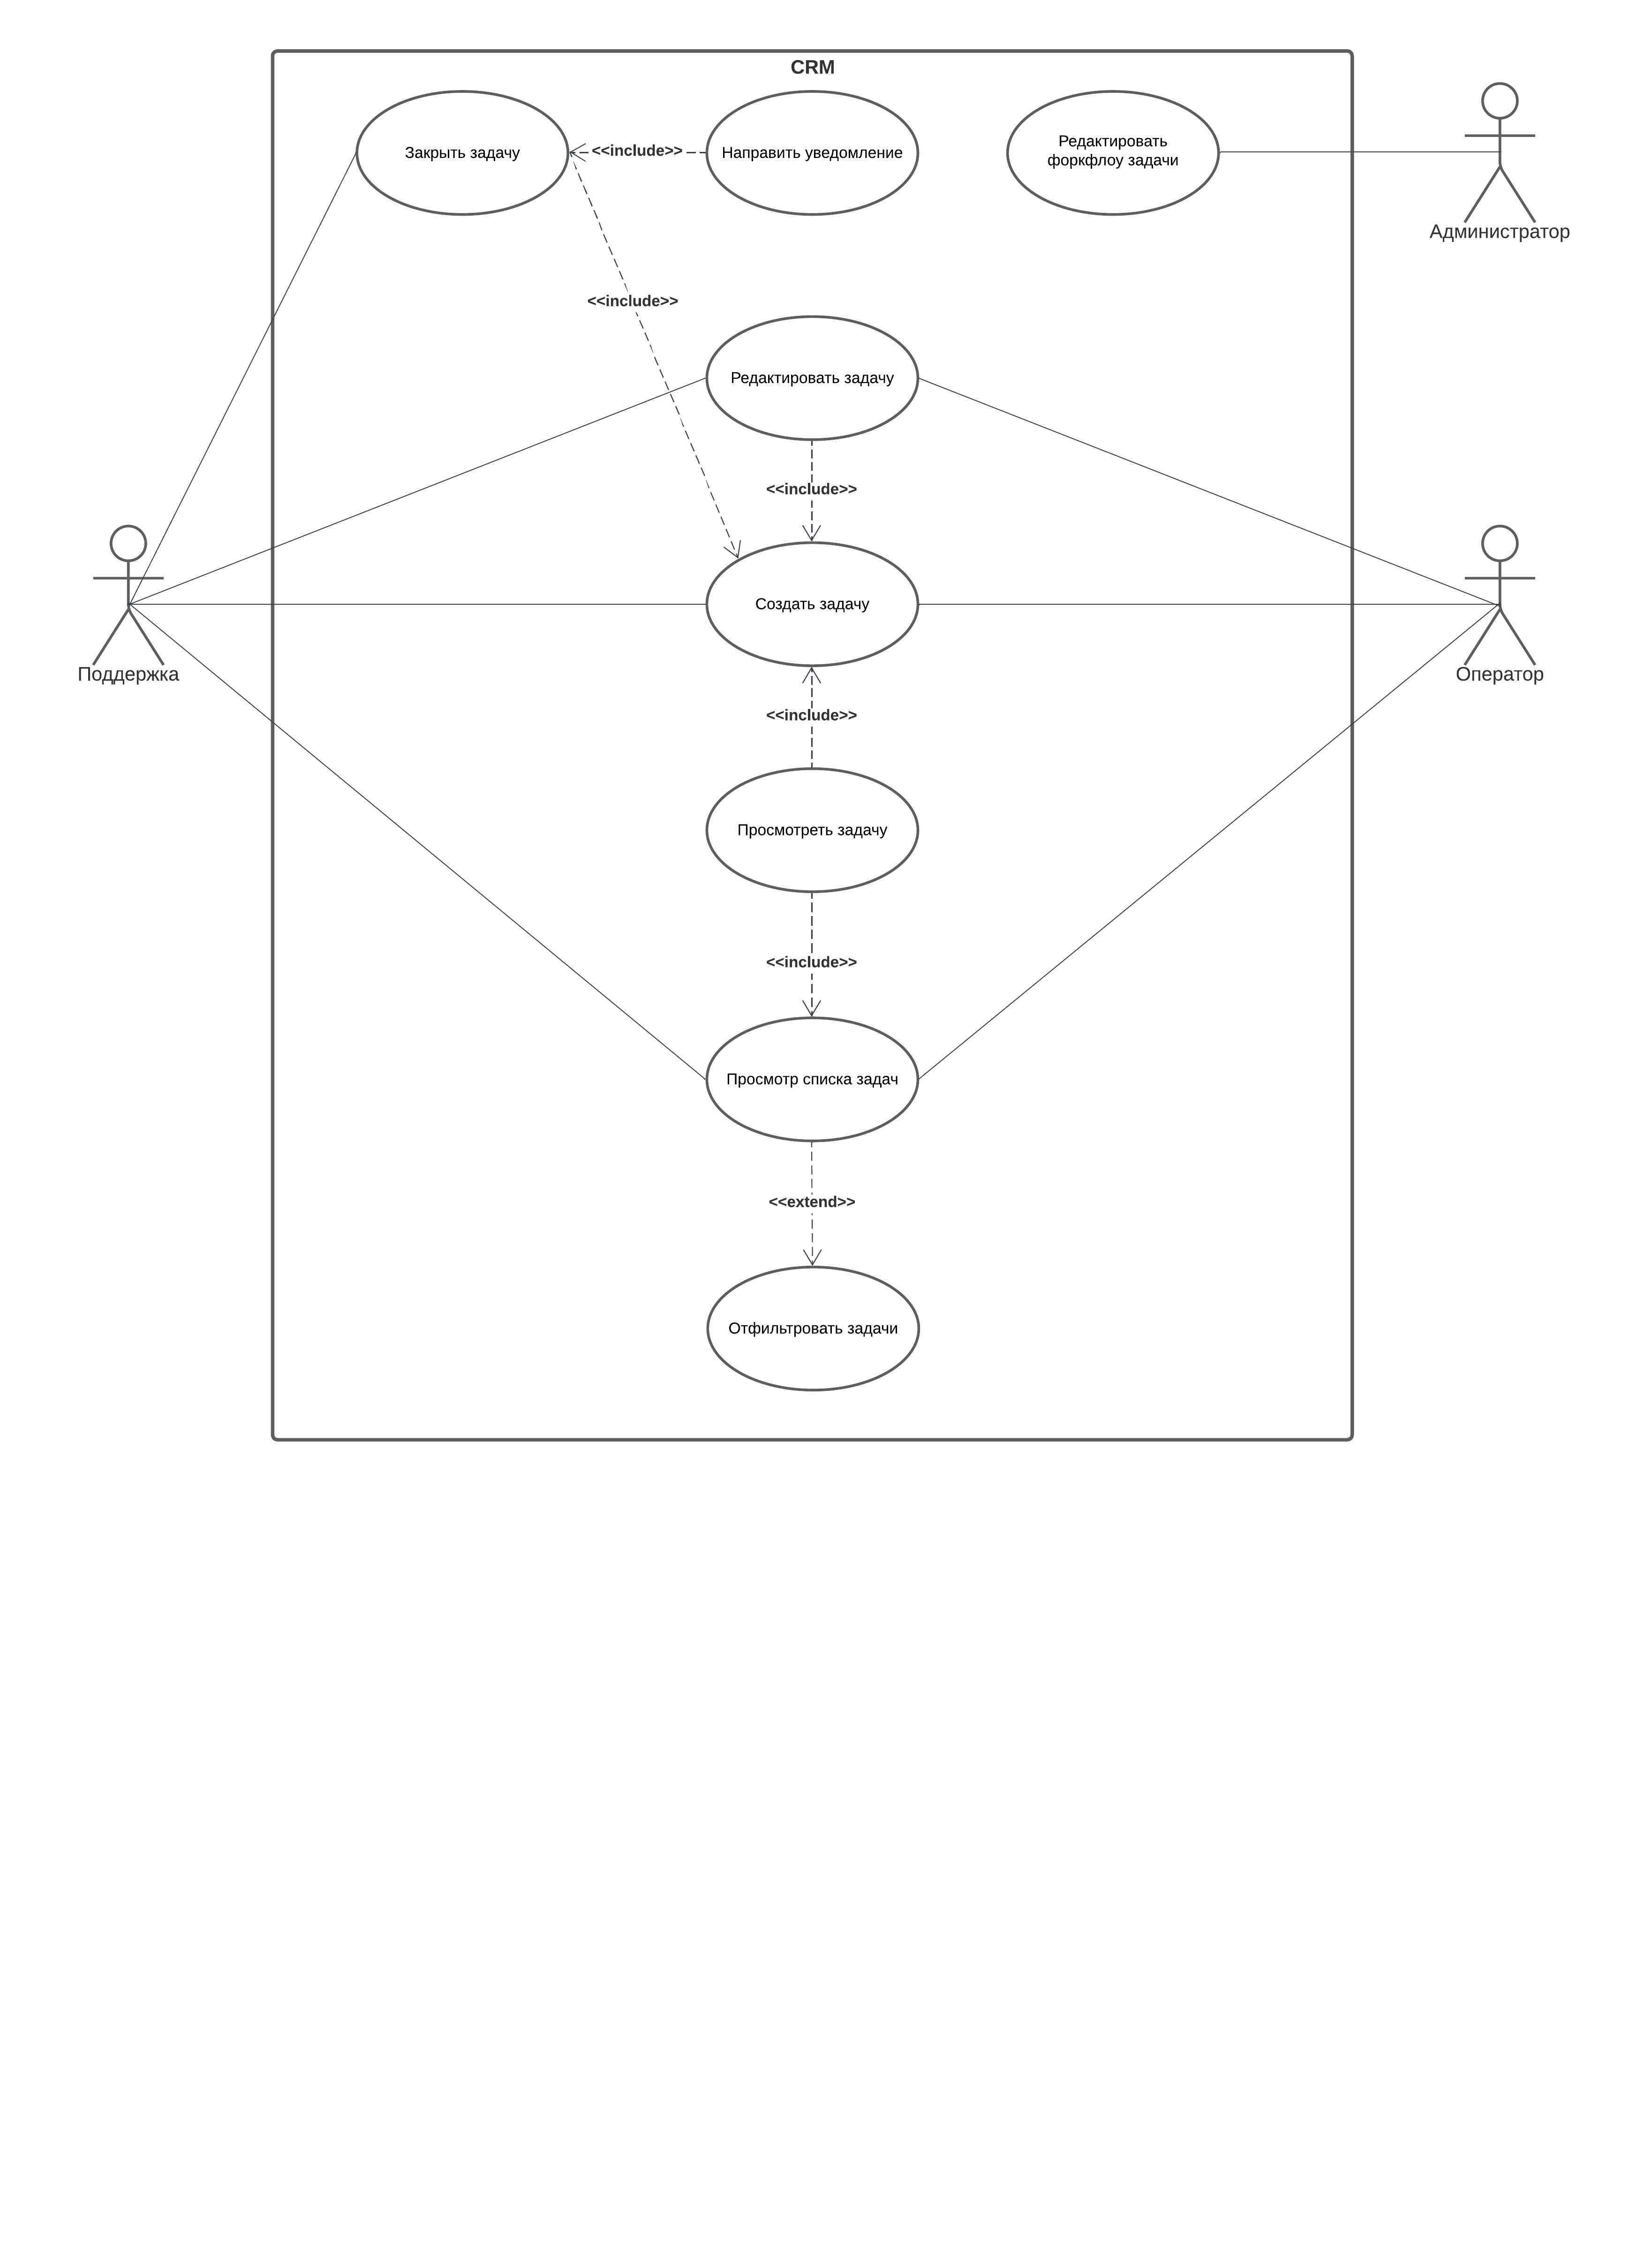 CRM
Закрыть задачу
<<include>>
Направить уведомление
Редактировать
форкфлоу задачи
Администратор
<<include>>
Редактировать задачу
<<include>>
Создать задачу
Поддержка
Оператор
<<include>>
Просмотреть задачу
<<include>>
Просмотр списка задач
<<extend>>
Отфильтровать задачи